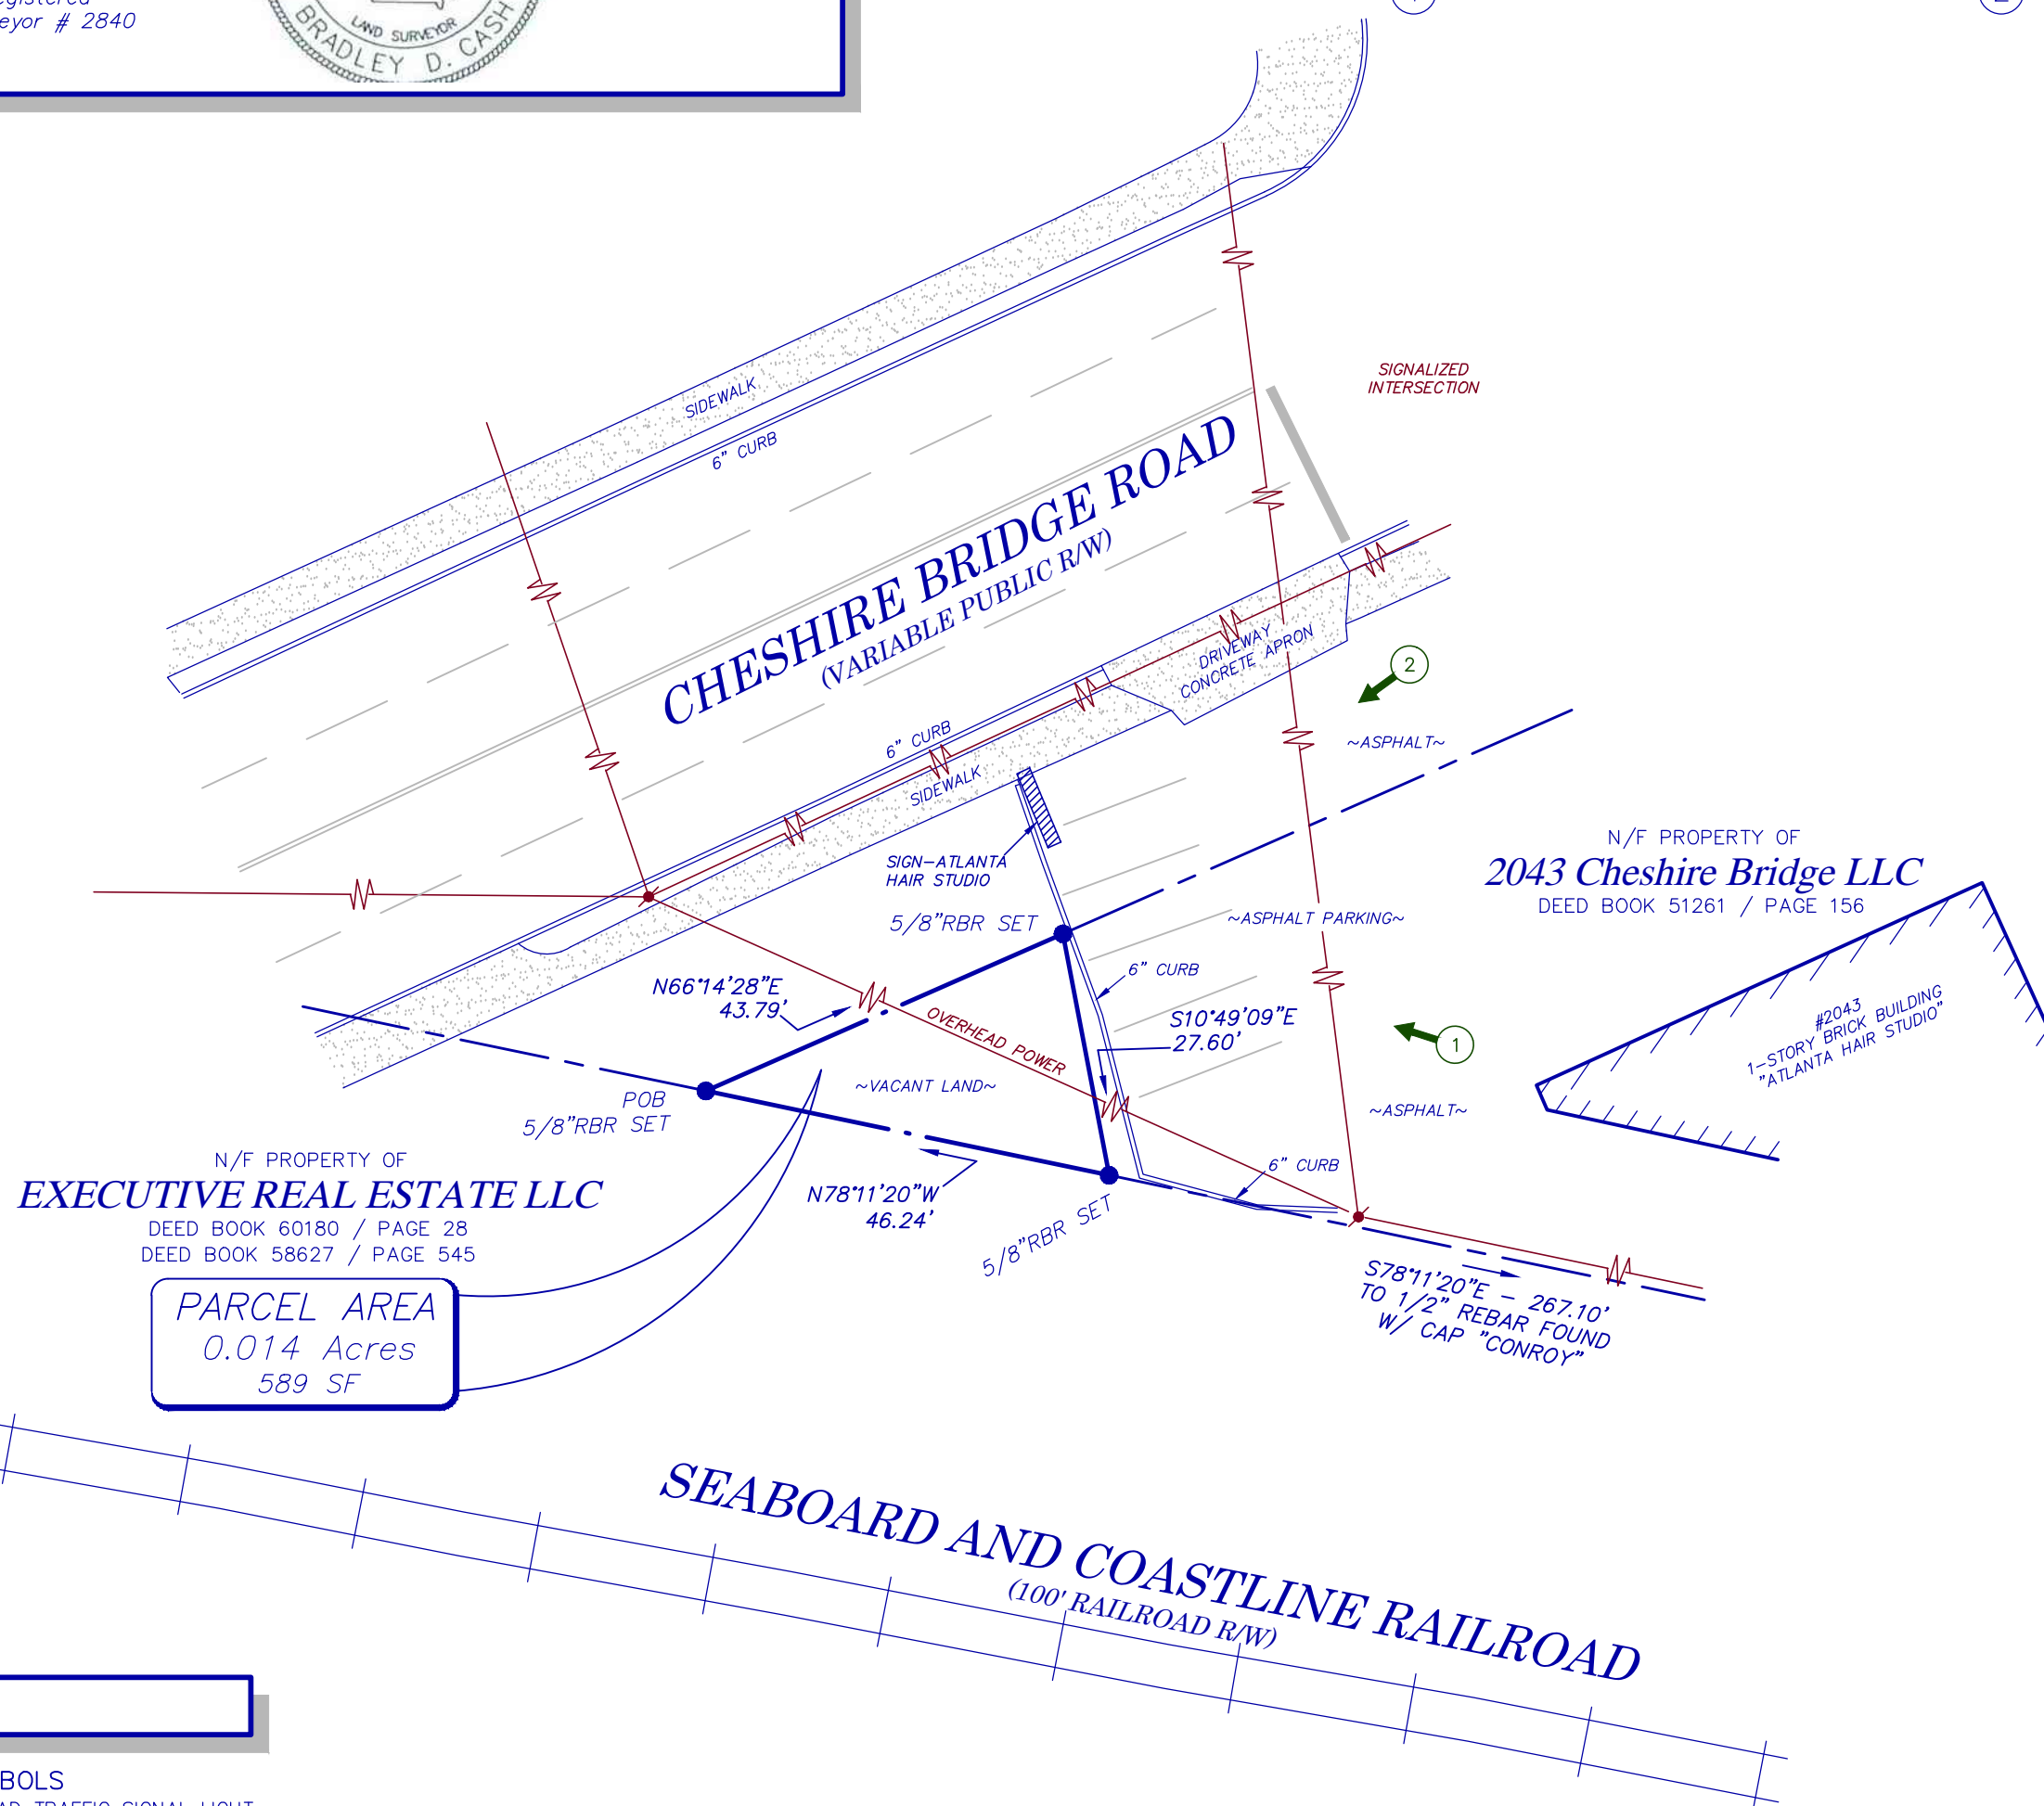 eyor # 2840
LAND SURVEYOR
BRADLEY D. CASH
SIGNALIZED
INTERSECTION
SIDEWALK
6" CURB
CHESHIRE BRIDGE ROAD
(VARIABLE PUBLIC R/W)
DRIVEWAY
CONCRETE APRON
2
~ASPHALT~
6" CURB
SIDEWALK
SIGN-ATLANTA
HAIR STUDIO
5/8"RBR SET
~ASPHALT PARKING~
N/F PROPERTY OF
2043 Cheshire Bridge LLC
DEED BOOK 51261 / PAGE 156
6" CURB
N66°14'28"E
43.79'
OVERHEAD POWER
S10°49'09"E
27.60'
1
#2043
1-STORY BRICK BUILDING
"ATLANTA HAIR STUDIO"
~VACANT LAND~
~ASPHALT~
POB
5/8"RBR SET
N/F PROPERTY OF
EXECUTIVE REAL ESTATE LLC
DEED BOOK 60180 / PAGE 28
DEED BOOK 58627 / PAGE 545
6" CURB
N78°11'20"W
46.24'
5/8"RBR SET
S78°11'20"E - 267.10'
TO 1/2" REBAR FOUND
W/ CAP "CONROY"
PARCEL AREA
0.014 Acres
589 SF
SEABOARD AND COASTLINE RAILROAD
(100' RAILROAD R/W)
BOLS